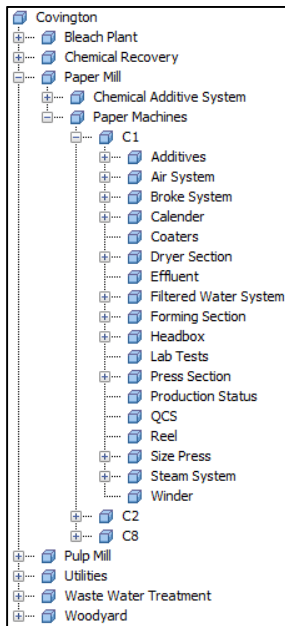 Covington
Bleach Plant
Chemical Recovery
Paper Mill
Chemical Additive System
Paper Machines
C1
Additives
Air System
Broke System
Calender
Coaters
Dryer Section
Effluent
Filtered Water System
Forming Section
Headbox
Lab Tests
Press Section
Production Status
QCS
Reel
Size Press
Steam System
Winder
C2
C8
Pulp Mill
Utilities
Waste Water Treatment
Woodyard